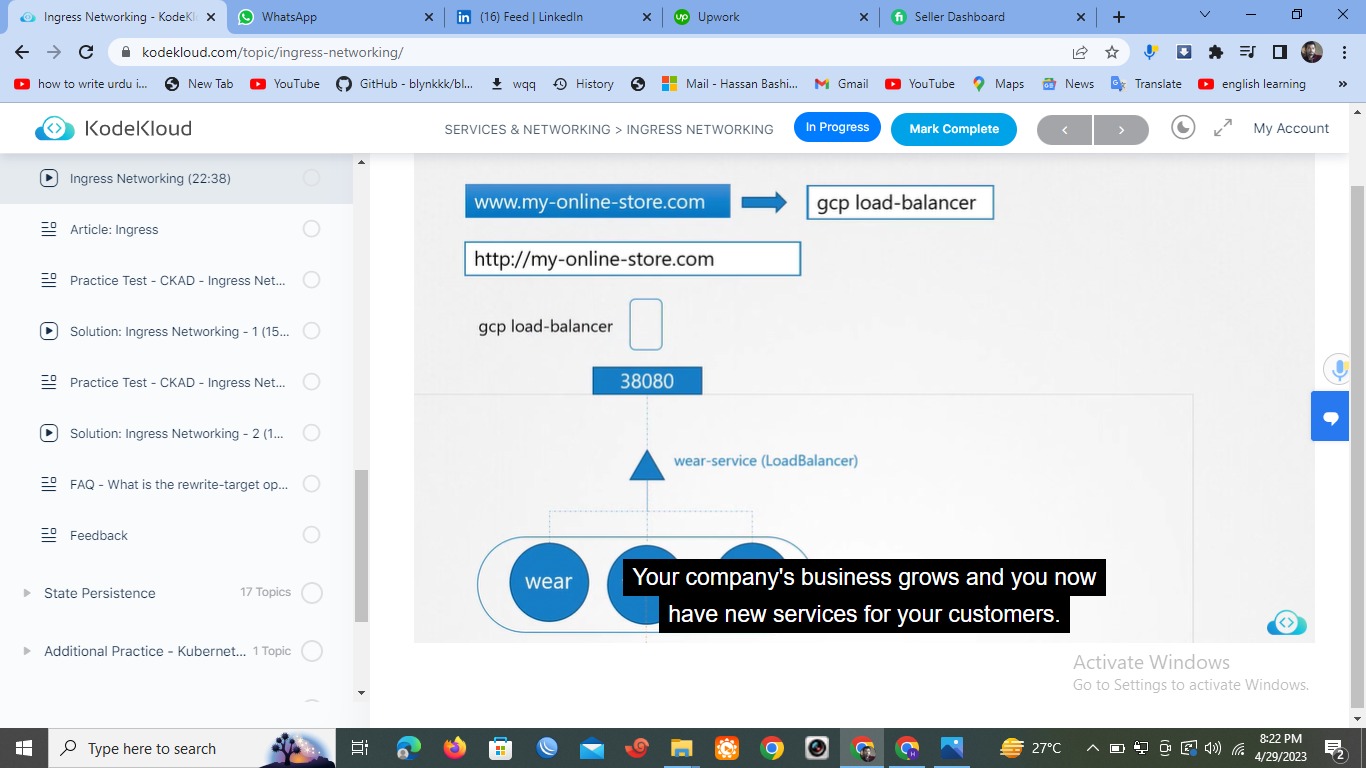 Ingress Networking - KodeKl
WhatsApp
(16) Feed | LinkedIn
Upwork
Seller Dashboard
kodekloud.com/topic/ingress-networking/
how to write urdu i...
New Tab
YouTube
GitHub - blynkkk/bl...
wqq
History
Mail - Hassan Bashi...
Gmail
YouTube
Maps
News
Translate
english learning
KodeKloud
SERVICES & NETWORKING > INGRESS NETWORKING
In Progress
Mark Complete
My Account
Ingress Networking (22:38)
Article: Ingress
Practice Test - CKAD - Ingress Net...
Solution: Ingress Networking - 1 (15...
Practice Test - CKAD - Ingress Net...
Solution: Ingress Networking - 2 (1...
FAQ - What is the rewrite-target op...
Feedback
State Persistence
17 Topics
Additional Practice - Kubernet...
1 Topic
www.my-online-store.com
gcp load-balancer
http://my-online-store.com
gcp load-balancer
38080
wear-service (LoadBalancer)
wear
Your company's business grows and you now
have new services for your customers.
Activate Windows
Go to Settings to activate Windows.
Type here to search
27°C
8:22 PM
4/29/2023
2